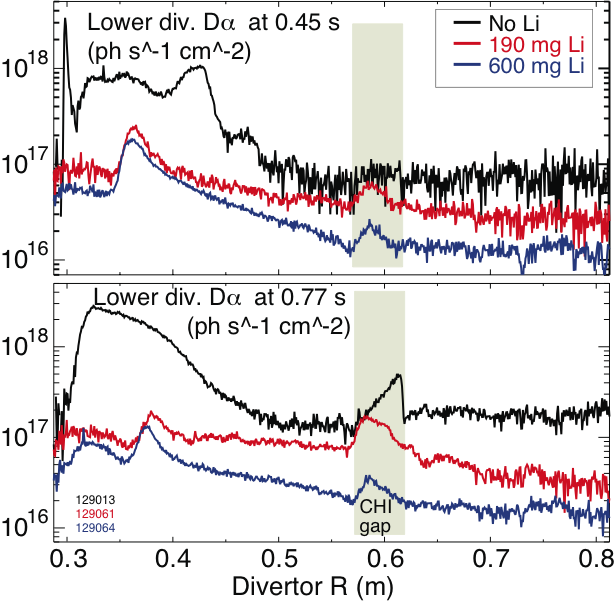 Lower div. Dα at 0.45 s
(ph s^-1 cm^-2)
No Li
190 mg Li
600 mg Li
10^18
10^17
10^16
Lower div. Dα at 0.77 s
(ph s^-1 cm^-2)
10^18
10^17
10^16
129013
129061
129064
CHI
gap
0.3 0.4 0.5 0.6 0.7 0.8
Divertor R (m)